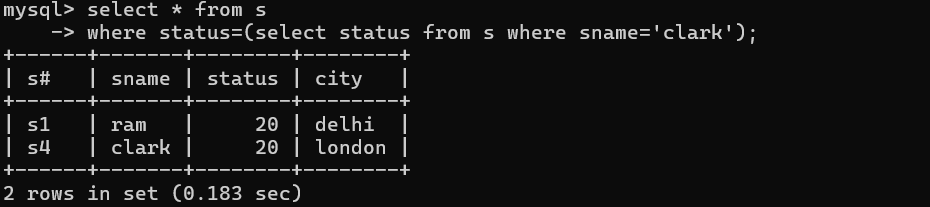 mysql> select * from s
    -> where status=(select status from s where sname='clark');
+------+-------+--------+--------+
| s#   | sname | status | city   |
+------+-------+--------+--------+
| s1   | ram   |     20 | delhi  |
| s4   | clark |     20 | london |
+------+-------+--------+--------+
2 rows in set (0.183 sec)